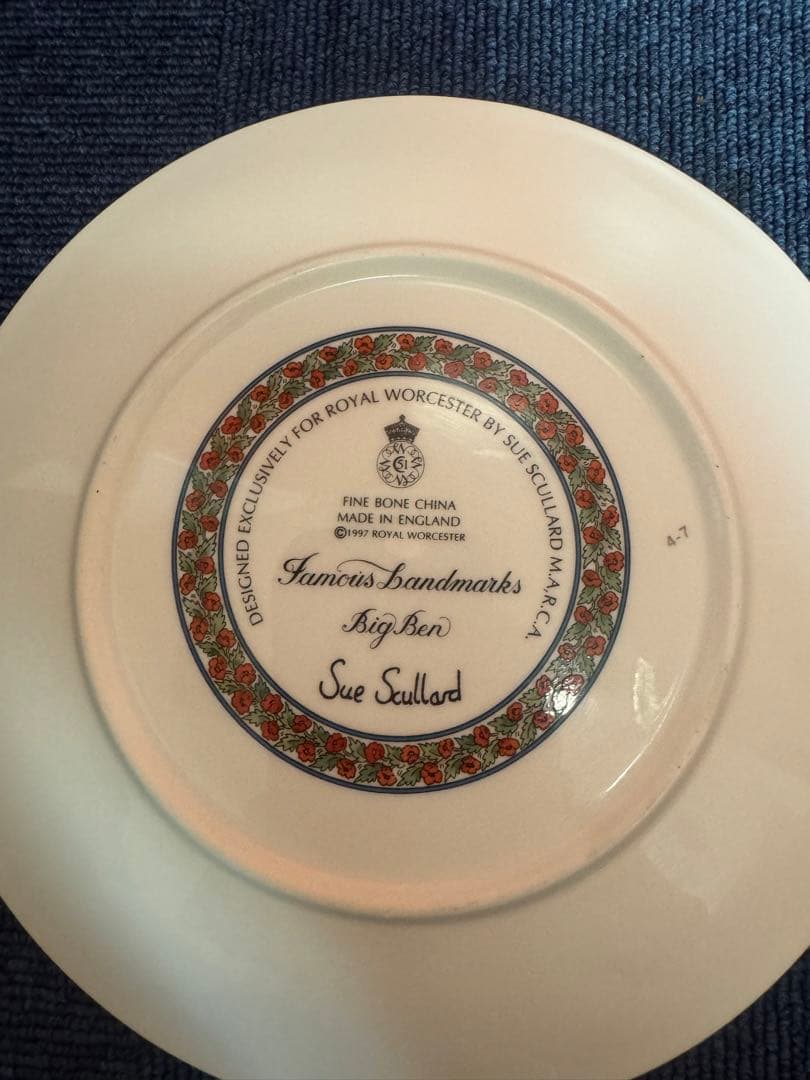 DESIGNED EXCLUSIVELY FOR ROYAL WORCESTER BY SUE SCULLARD M.A.R.C.A.
51
FINE BONE CHINA
MADE IN ENGLAND
©1997 ROYAL WORCESTER
Famous Landmarks
Big Ben
Sue Scullard
4-7